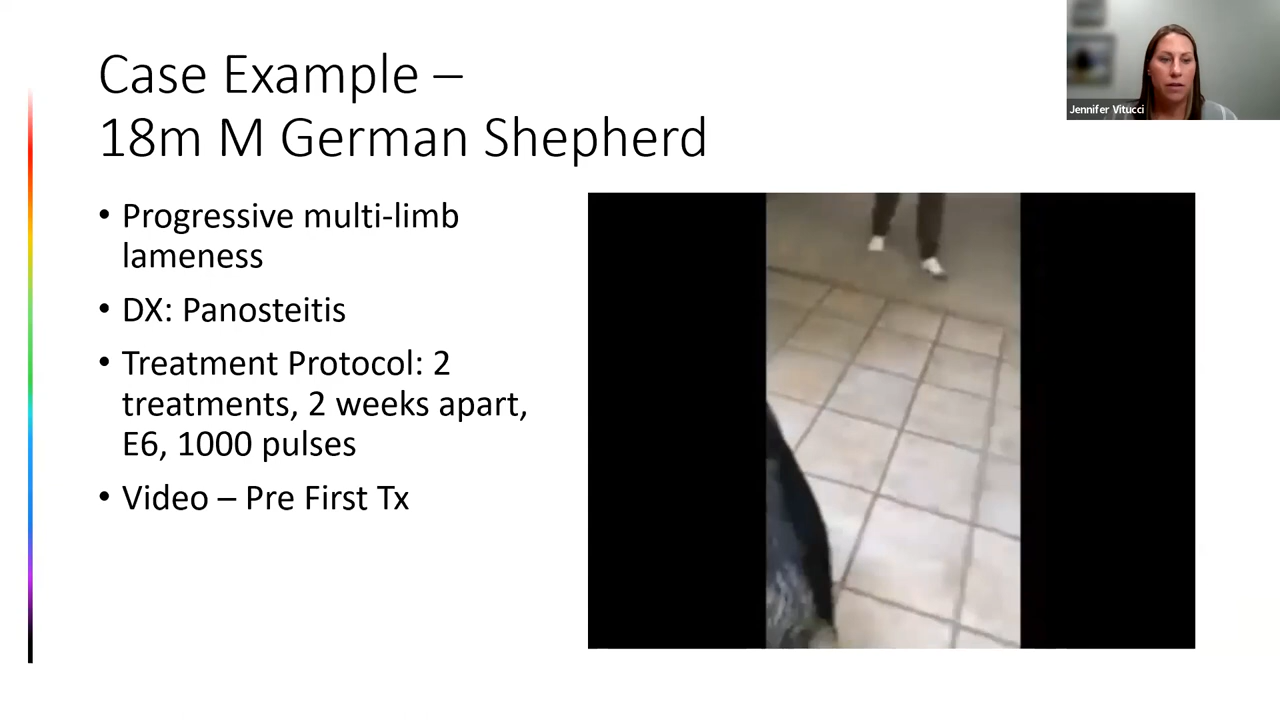 Case Example –
18m M German Shepherd
Jennifer Vitucci
• Progressive multi-limb
lameness
• DX: Panosteitis
• Treatment Protocol: 2
treatments, 2 weeks apart,
E6, 1000 pulses
• Video – Pre First Tx